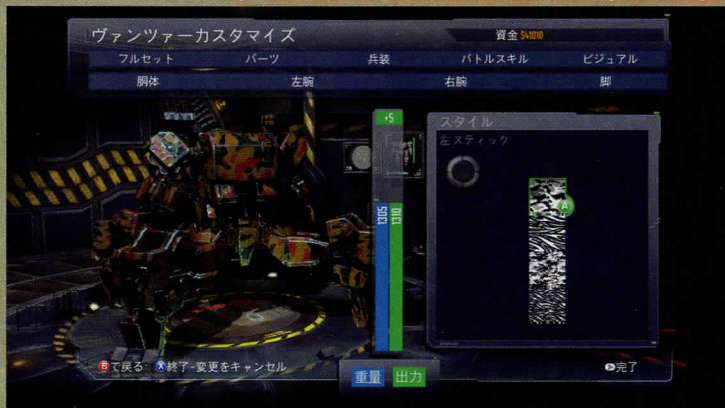 ヴァンツァーカスタマイズ
資金 $41010
フルセット パーツ 兵装 バトルスキル ビジュアル
胴体 左腕 右腕 脚
+5
スタイル
左スティック
A
1305
1310
Bで戻る X終了-変更をキャンセル
完了
重量 出力